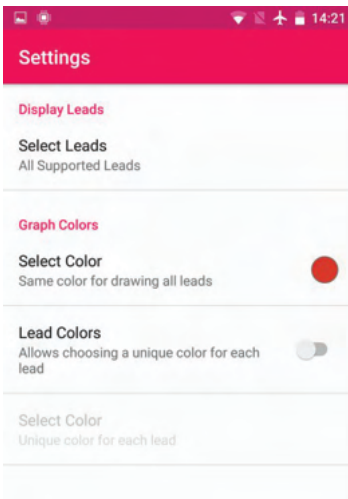 14:21
Settings
Display Leads
Select Leads
All Supported Leads
Graph Colors
Select Color
Same color for drawing all leads
Lead Colors
Allows choosing a unique color for each
lead
Select Color
Unique color for each lead